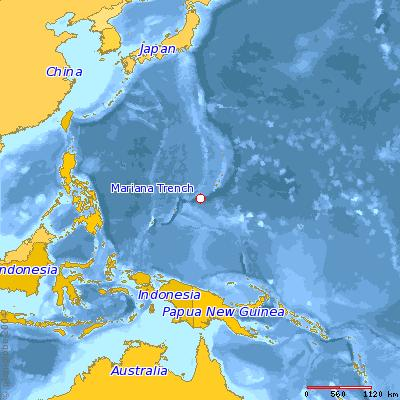 Japan
China
Mariana Trench
Indonesia
Indonesia
Papua New Guinea
Australia
0 560 1120 km